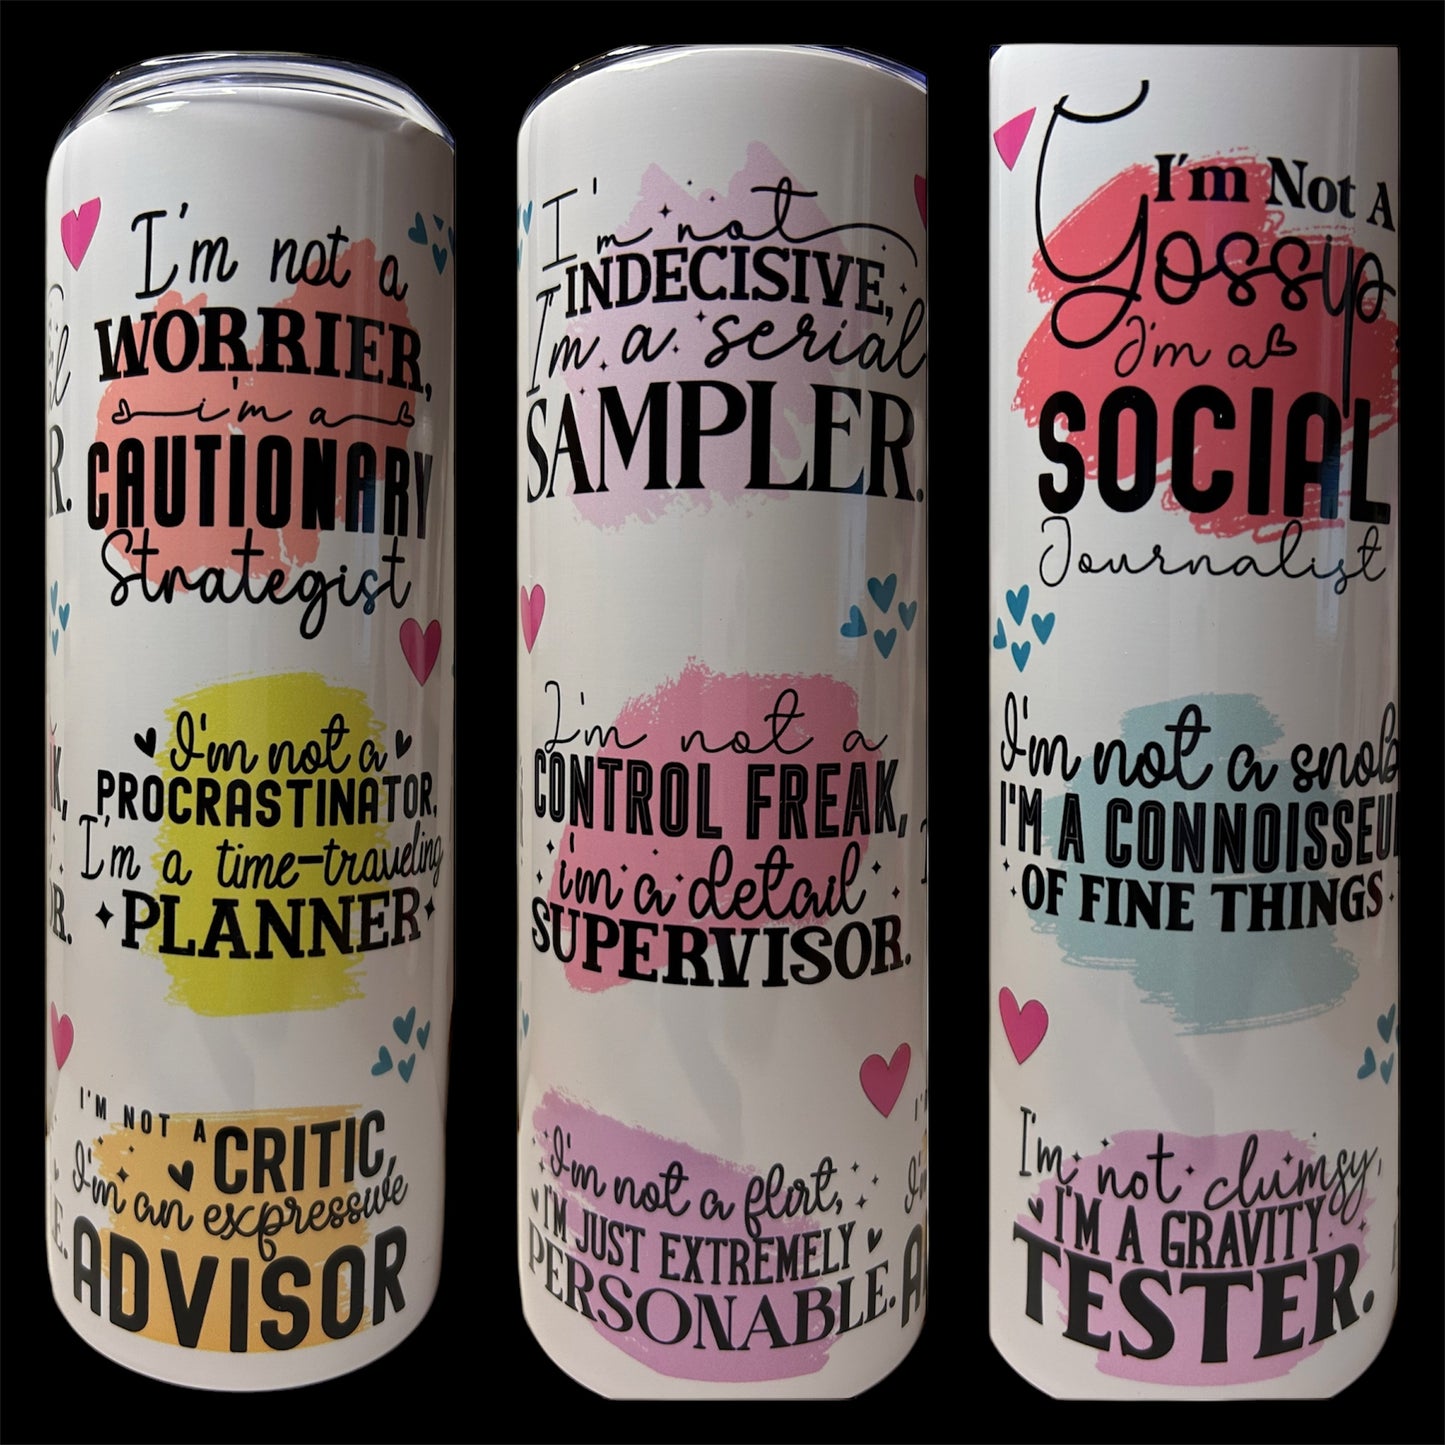 I'm not a
WORRIER,
i'm a
CAUTIONARY
Strategist
I'm not a
PROCRASTINATOR,
I'm a time-traveling
PLANNER
I'M NOT A
CRITIC,
I'm an expressive
ADVISOR
I'm not
INDECISIVE,
I'm a serial
SAMPLER.
I'm not a
CONTROL FREAK,
i'm a detail
SUPERVISOR.
I'm not a flirt,
I'M JUST EXTREMELY
PERSONABLE.
I'm Not A
Gossip
I'm a
SOCIAL
Journalist
I'm not a snob
I'M A CONNOISSEU
OF FINE THINGS
I'm not clumsy,
I'M A GRAVITY
TESTER.